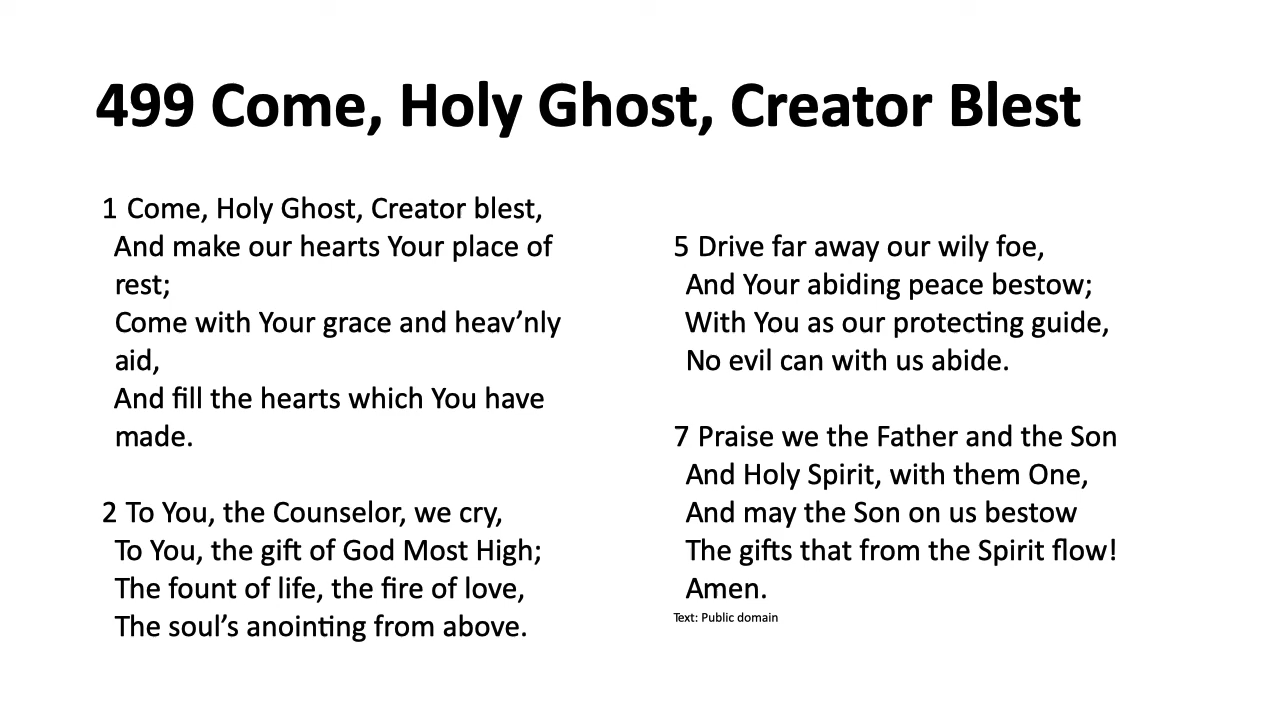 499 Come, Holy Ghost, Creator Blest
1 Come, Holy Ghost, Creator blest,
And make our hearts Your place of
rest;
Come with Your grace and heav’nly
aid,
And fill the hearts which You have
made.
2 To You, the Counselor, we cry,
To You, the gift of God Most High;
The fount of life, the fire of love,
The soul’s anointing from above.
5 Drive far away our wily foe,
And Your abiding peace bestow;
With You as our protecting guide,
No evil can with us abide.
7 Praise we the Father and the Son
And Holy Spirit, with them One,
And may the Son on us bestow
The gifts that from the Spirit flow!
Amen.
Text: Public domain